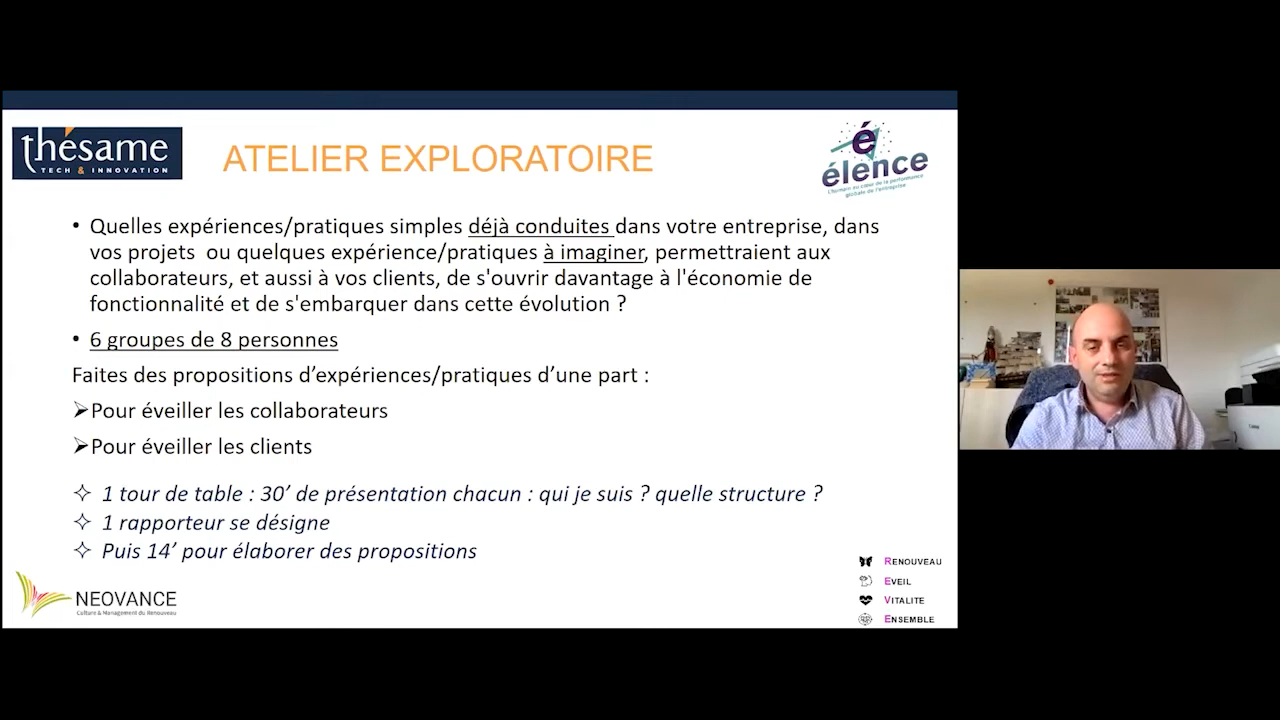 thésame
TECH & INNOVATION
ATELIER EXPLORATOIRE
é
élence
L'humain au cœur de la performance
globale de l'entreprise
• Quelles expériences/pratiques simples déjà conduites dans votre entreprise, dans
vos projets ou quelques expérience/pratiques à imaginer, permettraient aux
collaborateurs, et aussi à vos clients, de s'ouvrir davantage à l'économie de
fonctionnalité et de s'embarquer dans cette évolution ?
• 6 groupes de 8 personnes
Faites des propositions d’expériences/pratiques d’une part :
➢Pour éveiller les collaborateurs
➢Pour éveiller les clients
✧ 1 tour de table : 30’ de présentation chacun : qui je suis ? quelle structure ?
✧ 1 rapporteur se désigne
✧ Puis 14’ pour élaborer des propositions
NEOVANCE
Culture & Management du Renouveau
RENOUVEAU
EVEIL
VITALITE
ENSEMBLE